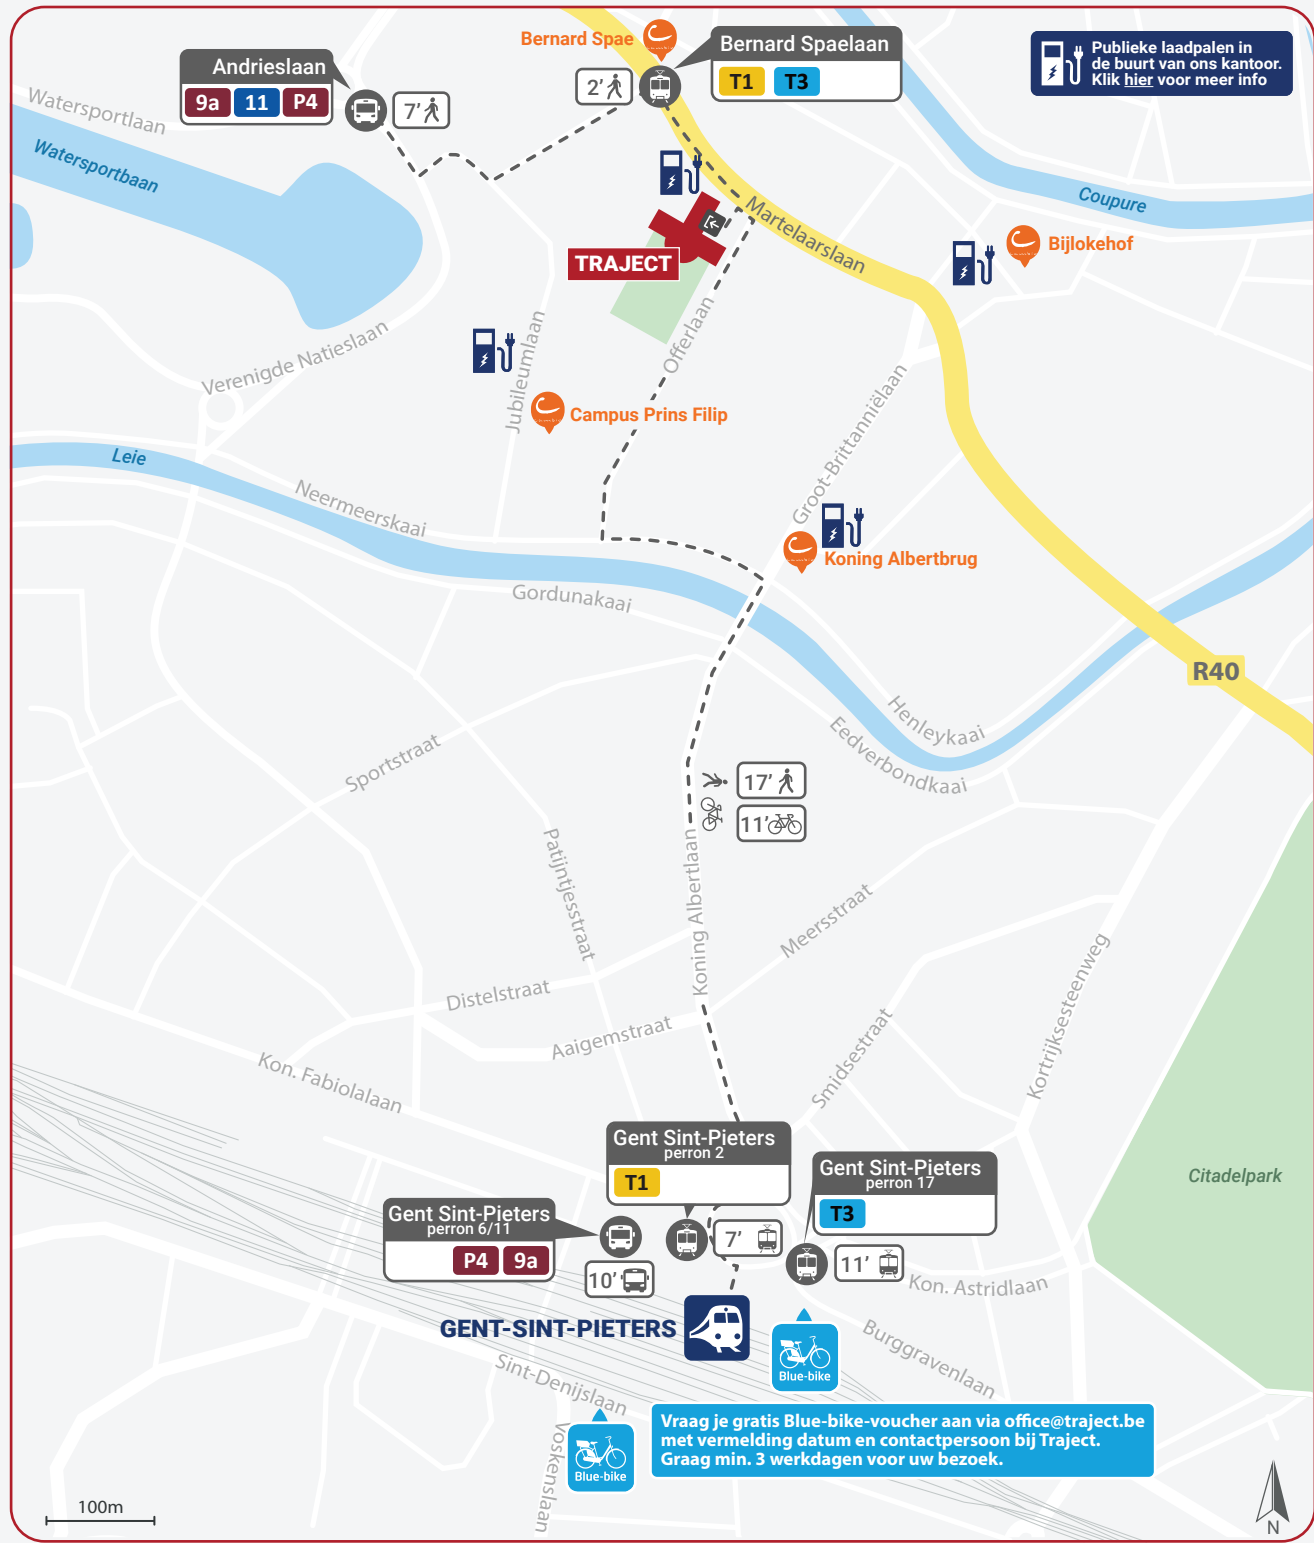 Bernard Spae
Bernard Spaelaan
T1 T3
Publieke laadpalen in
de buurt van ons kantoor.
Klik hier voor meer info
Andrieslaan
9a 11 P4
7’
2’
Watersportlaan
Watersportbaan
Coupure
Martelaarslaan
Bijlokehof
TRAJECT
Offerlaan
Jubileumlaan
Verenigde Natieslaan
Campus Prins Filip
Groot-Brittanniëlaan
Leie
Neermeerskaai
Koning Albertbrug
Gordunakaai
R40
Henleykaai
Eedverbondkaai
Sportstraat
17’
11’
Patijntjesstraat
Koning Albertlaan
Meersstraat
Distelstraat
Aaigemstraat
Smidsestraat
Kortrijksesteenweg
Kon. Fabiolalaan
Gent Sint-Pieters
perron 2
T1
Gent Sint-Pieters
perron 17
T3
Citadelpark
Gent Sint-Pieters
perron 6/11
P4 9a
7’
11’
10’
Kon. Astridlaan
GENT-SINT-PIETERS
Burggravenlaan
Blue-bike
Sint-Denijslaan
Voskenslaan
Blue-bike
Vraag je gratis Blue-bike-voucher aan via office@traject.be
met vermelding datum en contactpersoon bij Traject.
Graag min. 3 werkdagen voor uw bezoek.
100m
N